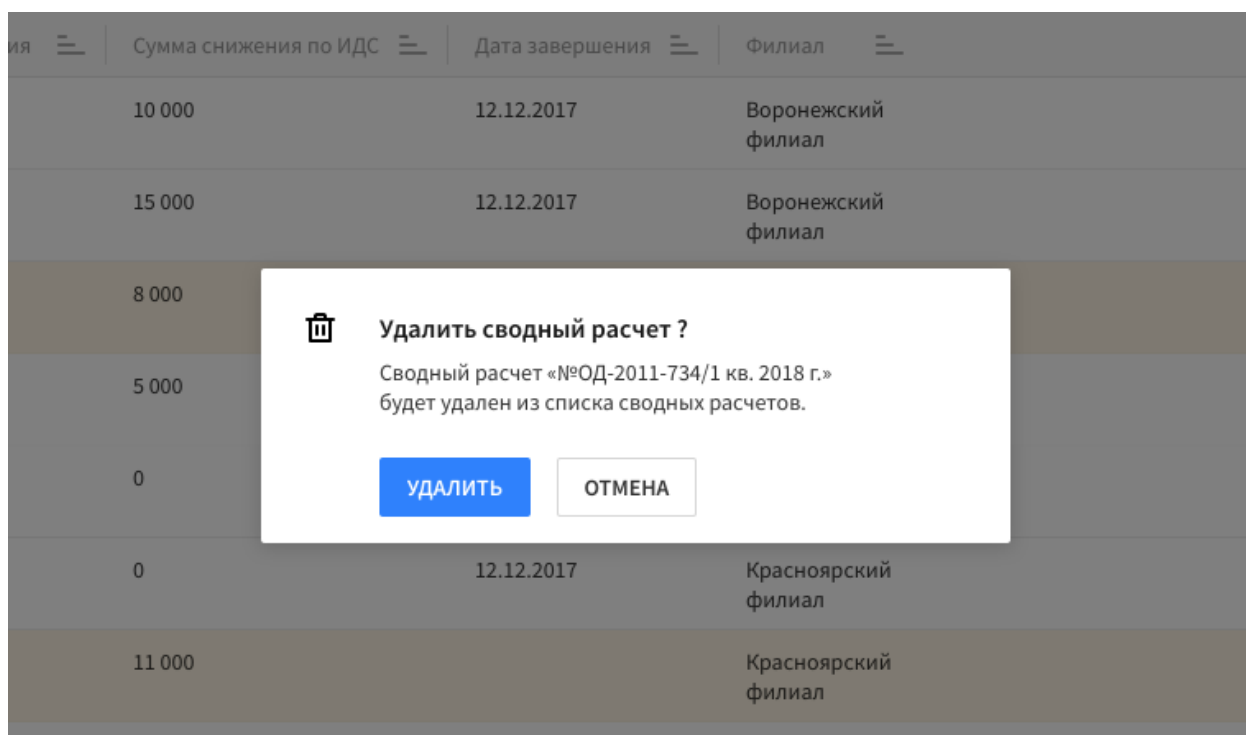 ия Сумма снижения по ИДС Дата завершения Филиал
10 000 12.12.2017 Воронежский
филиал
15 000 12.12.2017 Воронежский
филиал
8 000
Удалить сводный расчет ?
Сводный расчет «№ОД-2011-734/1 кв. 2018 г.»
5 000
будет удален из списка сводных расчетов.
0
УДАЛИТЬ ОТМЕНА
0 12.12.2017 Красноярский
филиал
11 000 Красноярский
филиал